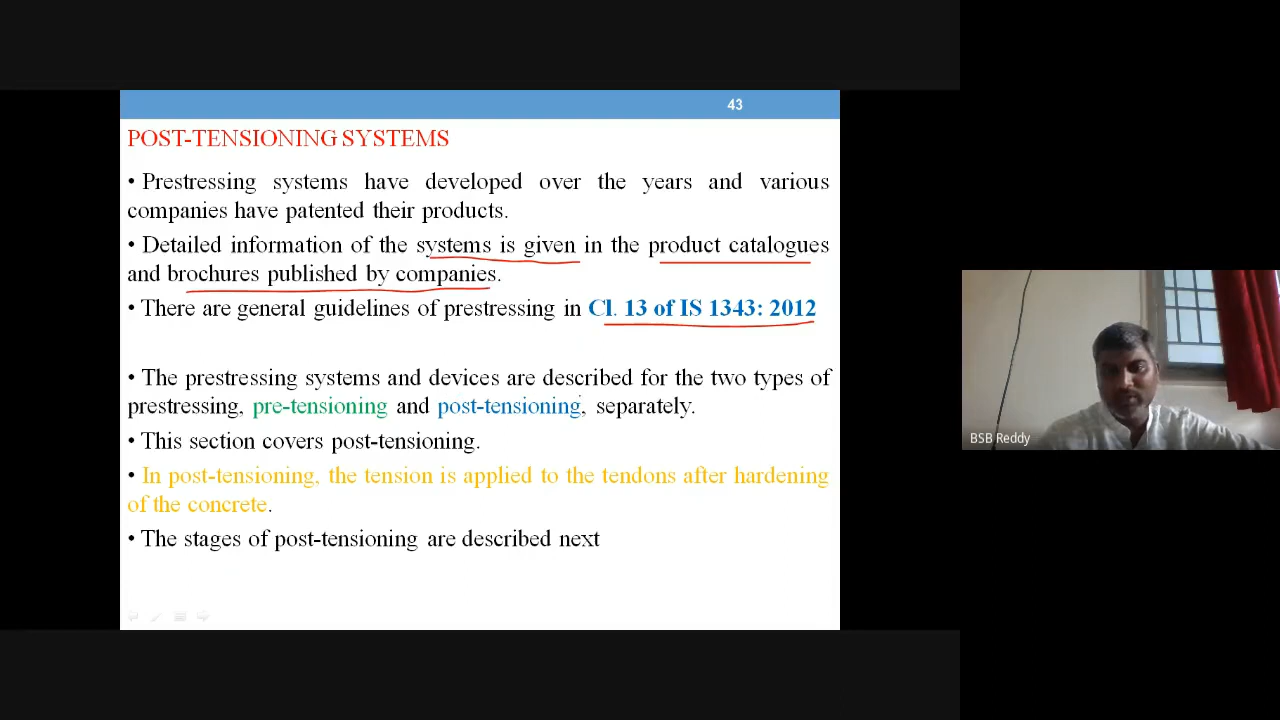 43
POST-TENSIONING SYSTEMS
• Prestressing systems have developed over the years and various
companies have patented their products.
• Detailed information of the systems is given in the product catalogues
and brochures published by companies.
• There are general guidelines of prestressing in Cl. 13 of IS 1343: 2012
• The prestressing systems and devices are described for the two types of
prestressing, pre-tensioning and post-tensioning, separately.
• This section covers post-tensioning.
• In post-tensioning, the tension is applied to the tendons after hardening
of the concrete.
• The stages of post-tensioning are described next
BSB Reddy